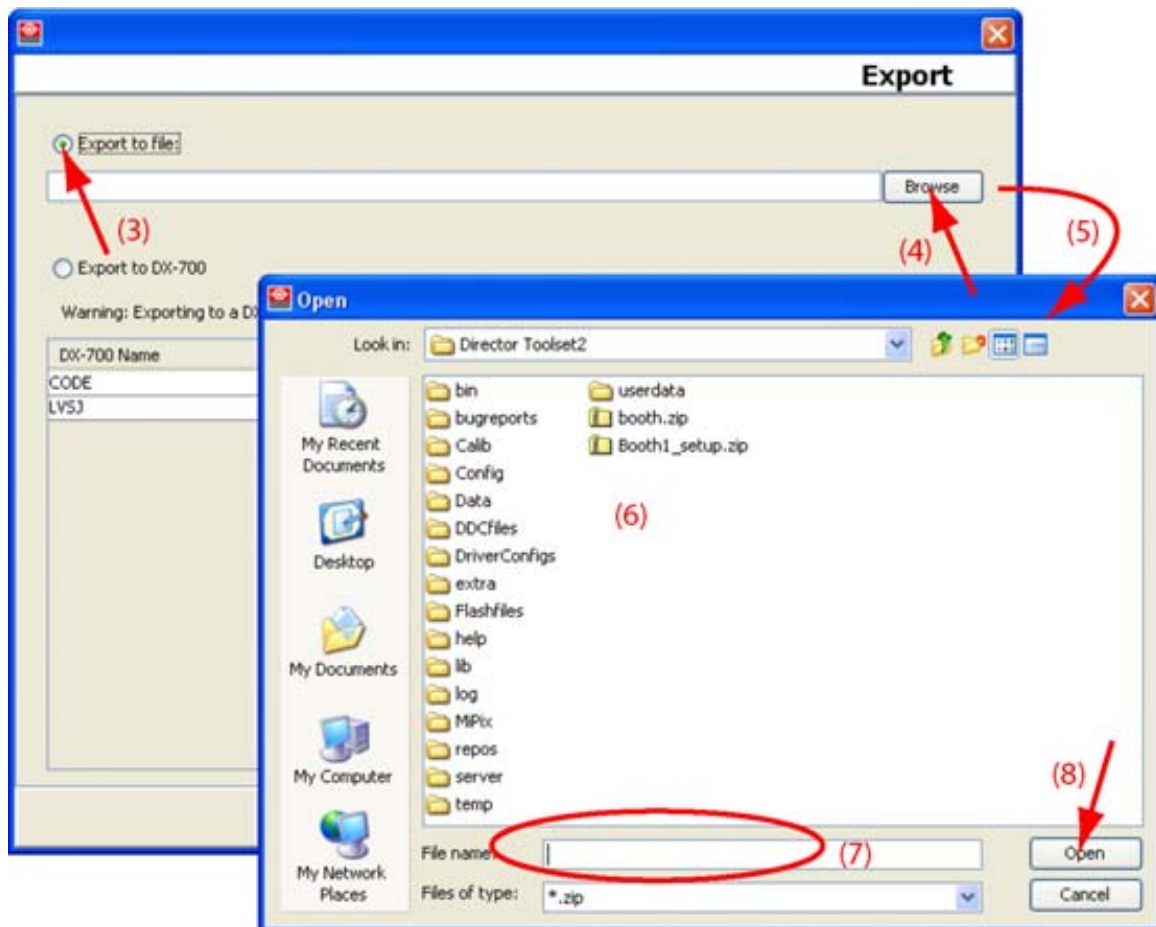 Export
Export to file:
Browse
(3)
(4)
(5)
Export to DX-700
Warning: Exporting to a
DX-700 Name
CODE
LVSJ
Open
Look in:
Director Toolset2
My Recent Documents
Desktop
My Documents
My Computer
My Network Places
bin
bugreports
Calib
Config
Data
DDCfiles
DriverConfigs
extra
Flashfiles
help
lib
log
MiPix
repos
server
temp
userdata
booth.zip
Booth1_setup.zip
(6)
(8)
File name:
(7)
Open
Files of type:
*.zip
Cancel